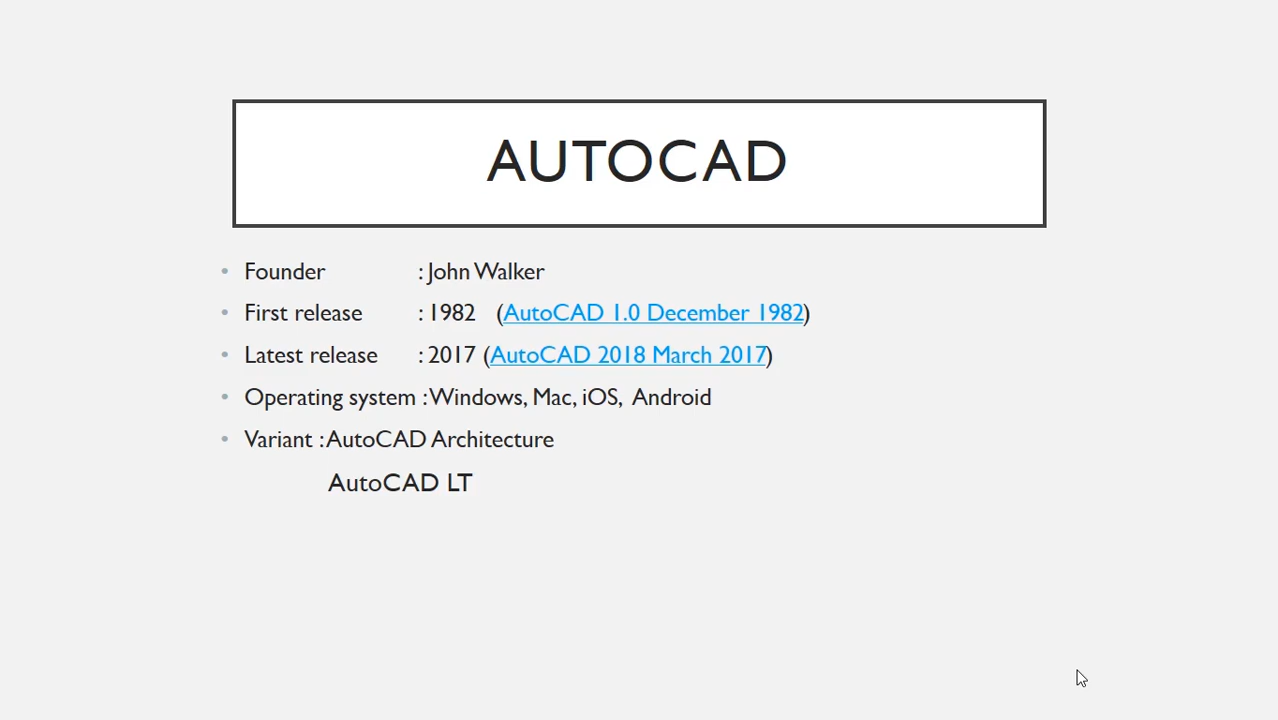 AUTOCAD
• Founder : John Walker
• First release : 1982 (AutoCAD 1.0 December 1982)
• Latest release : 2017 (AutoCAD 2018 March 2017)
• Operating system : Windows, Mac, iOS, Android
• Variant : AutoCAD Architecture
AutoCAD LT